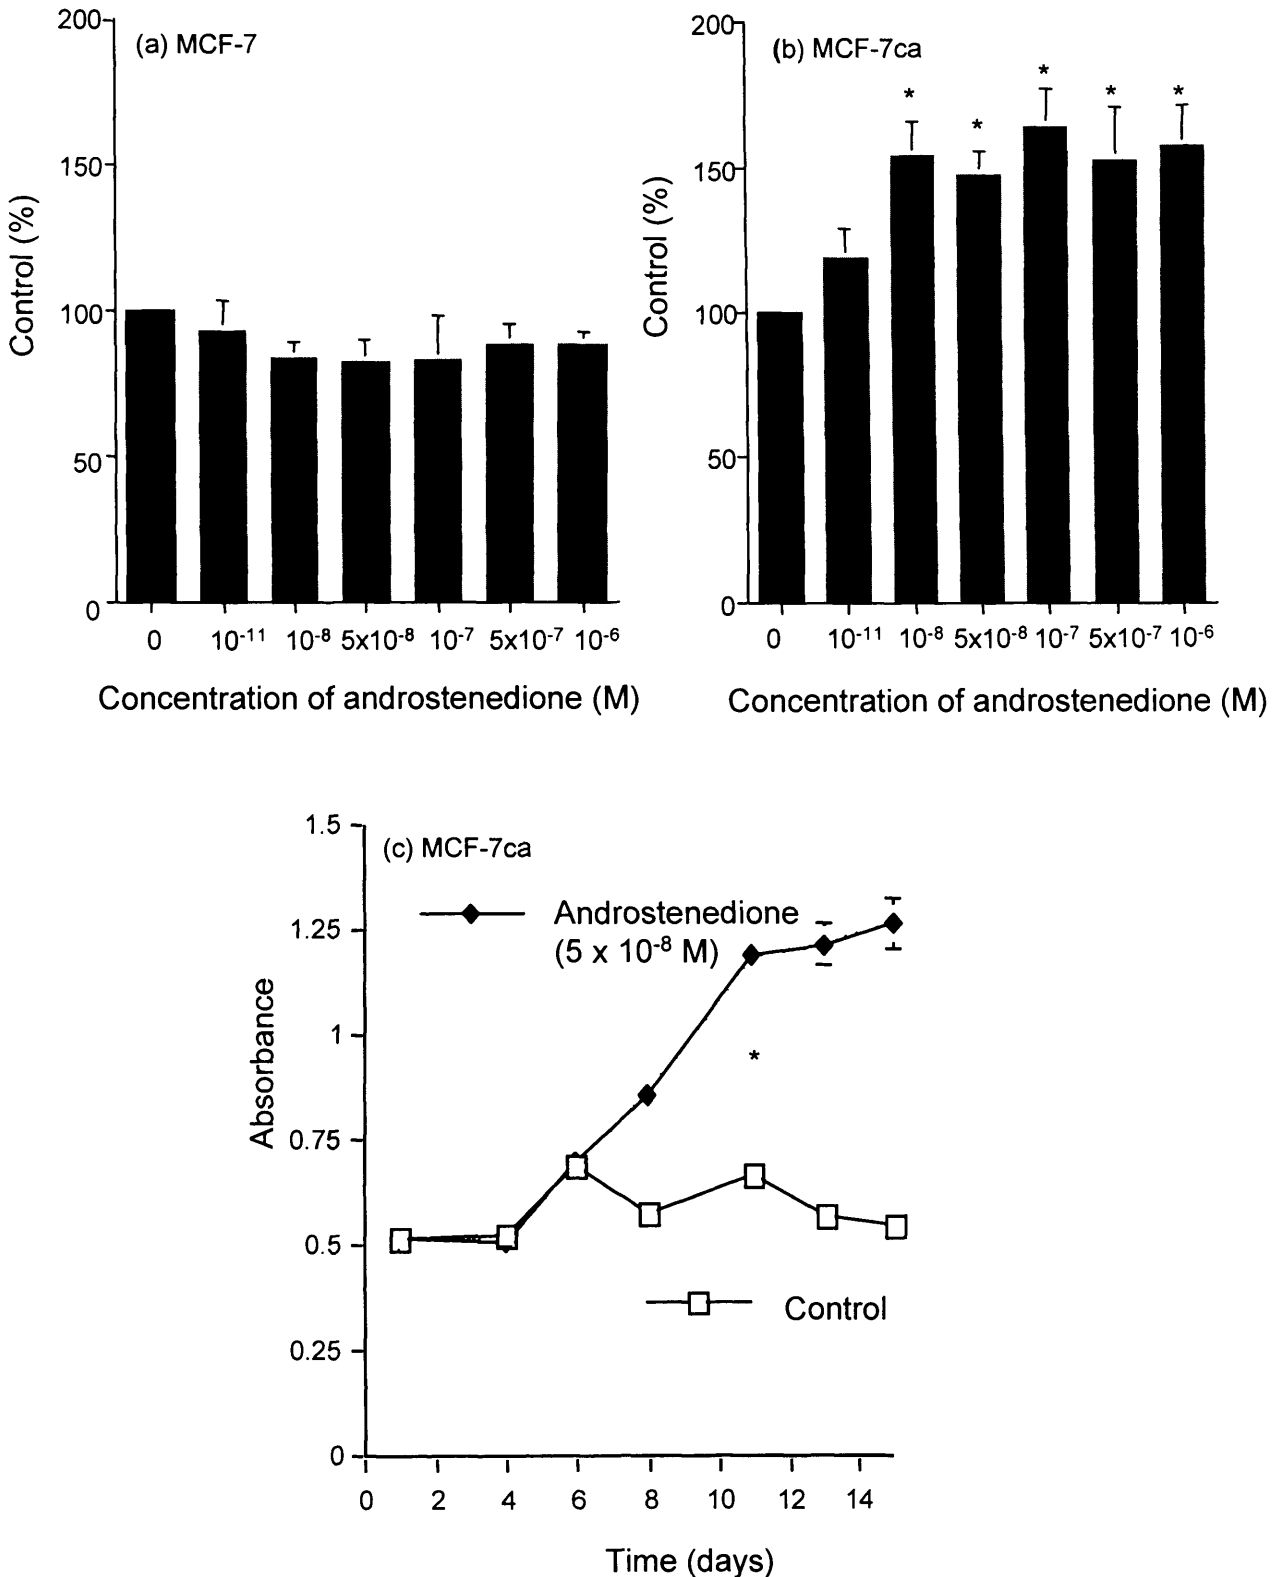 (a) MCF-7
200
150
100
50
0
Control (%)
0 10⁻¹¹ 10⁻⁸ 5x10⁻⁸ 10⁻⁷ 5x10⁻⁷ 10⁻⁶
Concentration of androstenedione (M)
(b) MCF-7ca
200
150
100
50
0
Control (%)
* * * * *
0 10⁻¹¹ 10⁻⁸ 5x10⁻⁸ 10⁻⁷ 5x10⁻⁷ 10⁻⁶
Concentration of androstenedione (M)
(c) MCF-7ca
1.5
1.25
1
0.75
0.5
0.25
0
Absorbance
Androstenedione
(5 x 10⁻⁸ M)
*
Control
0 2 4 6 8 10 12 14
Time (days)